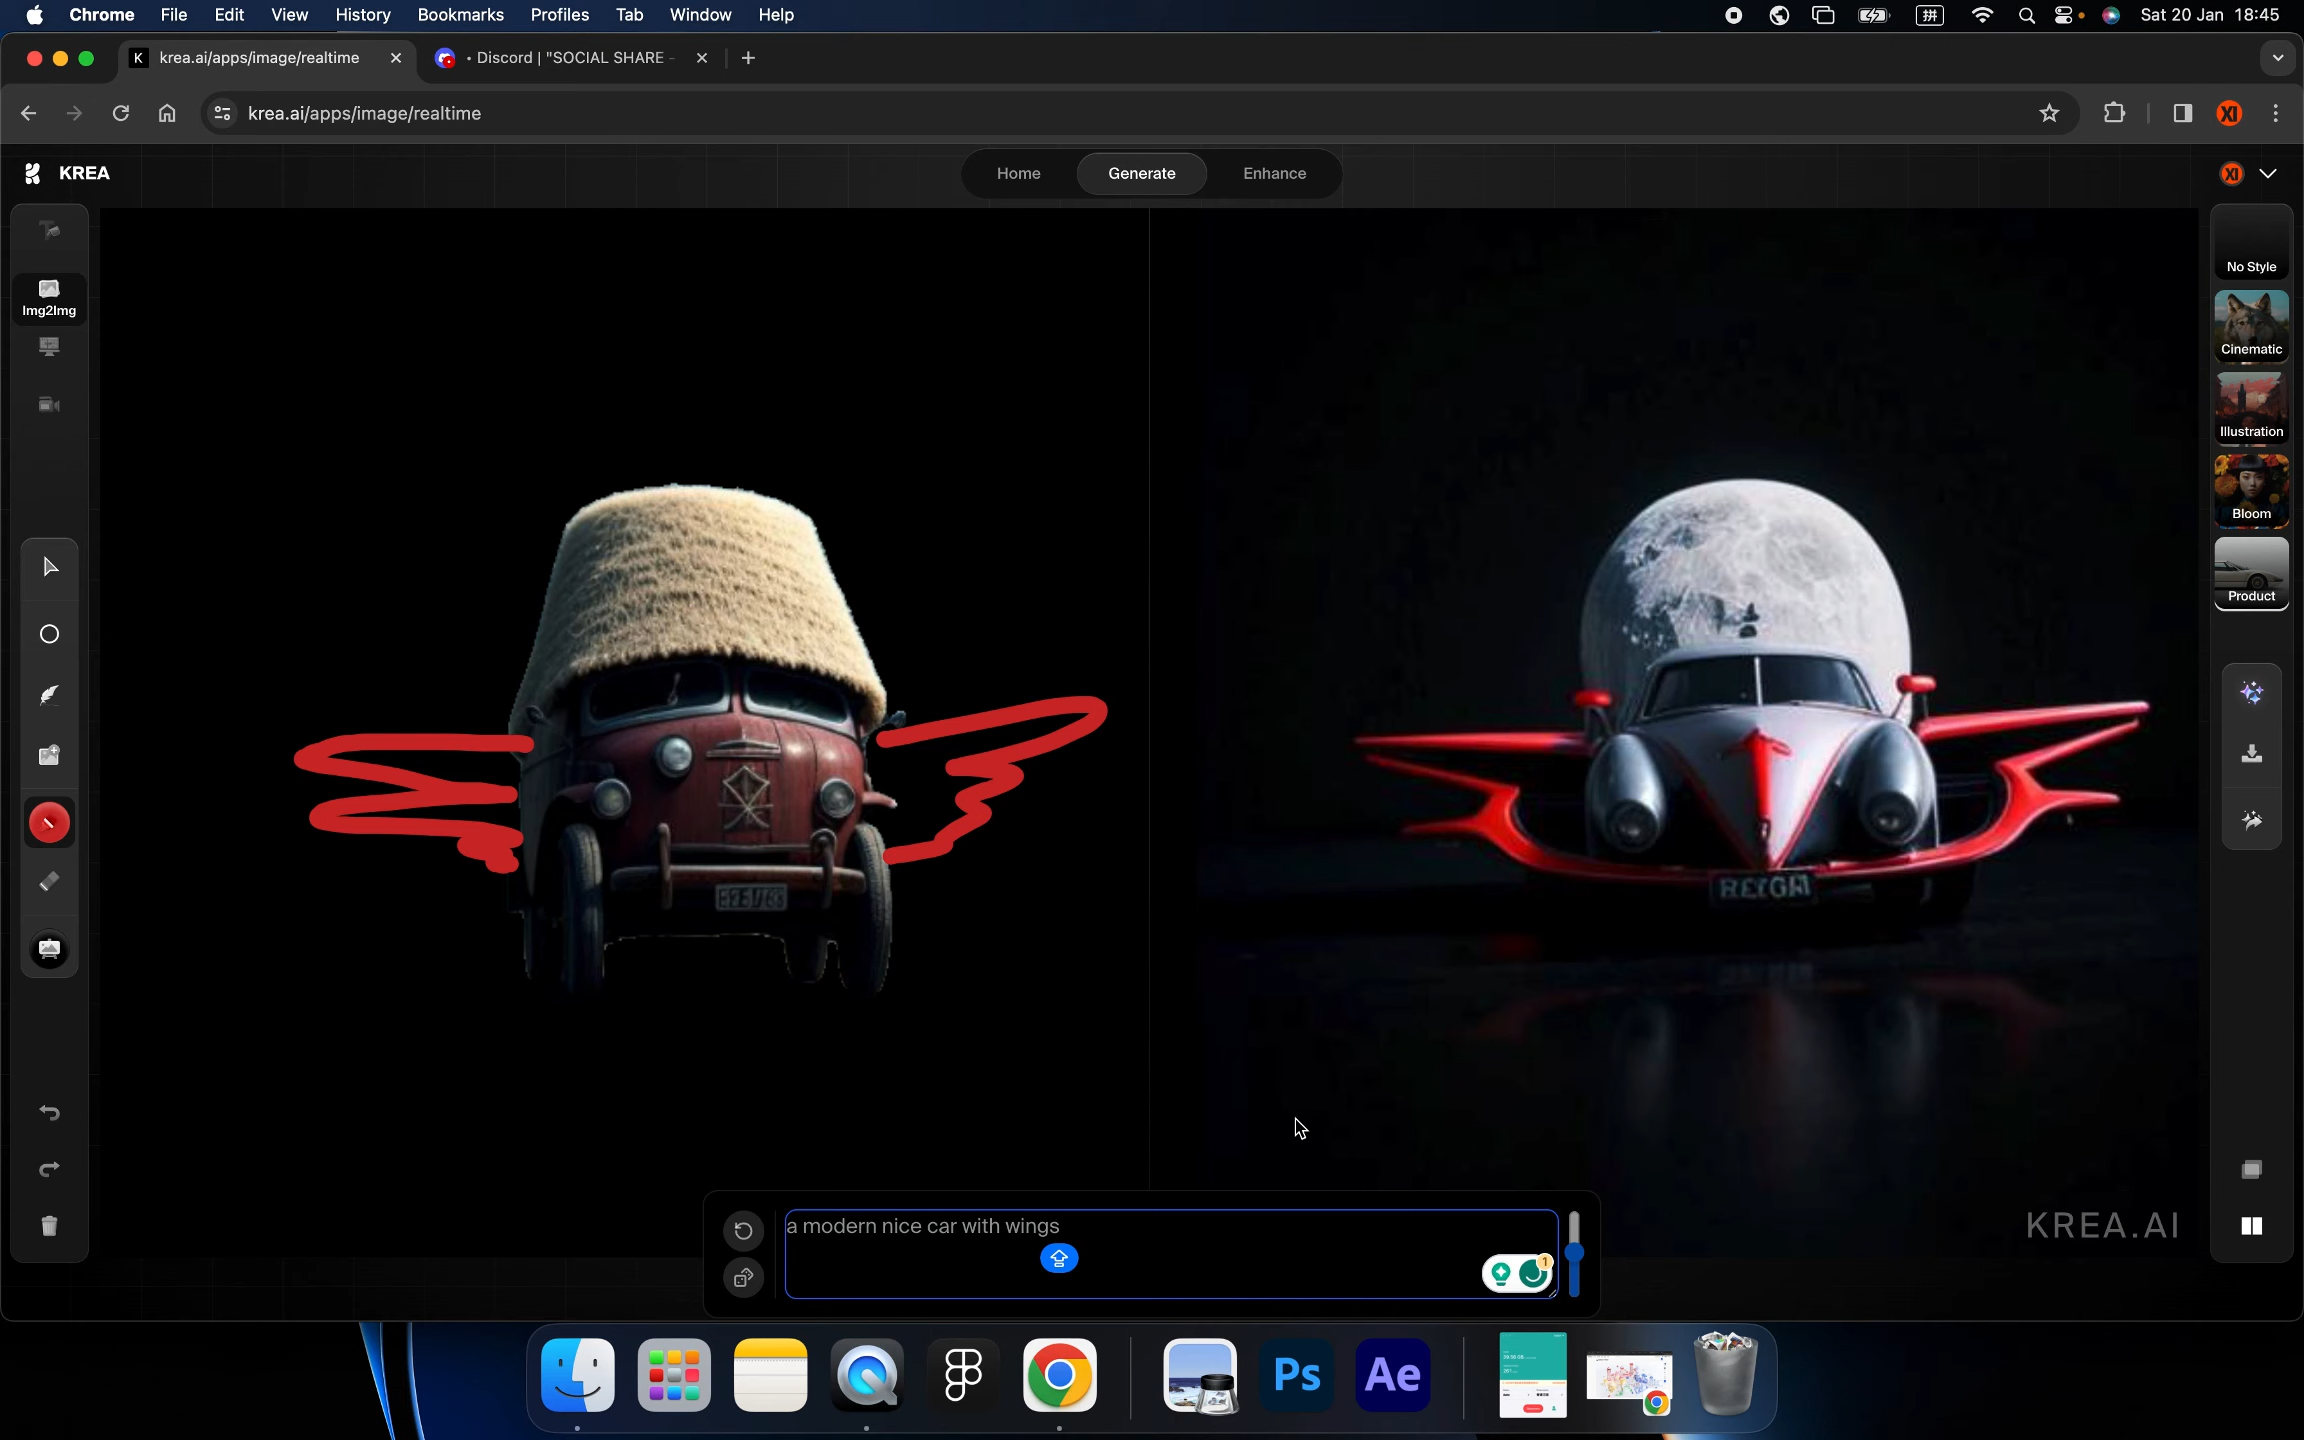 Chrome File Edit View History Bookmarks Profiles Tab Window Help
Sat 20 Jan 18:45
krea.ai/apps/image/realtime
• Discord | "SOCIAL SHARE -
krea.ai/apps/image/realtime
KREA
Home Generate Enhance
Img2Img
No Style
Cinematic
Illustration
Bloom
Product
KREA.AI
a modern nice car with wings
1
Ps
Ae